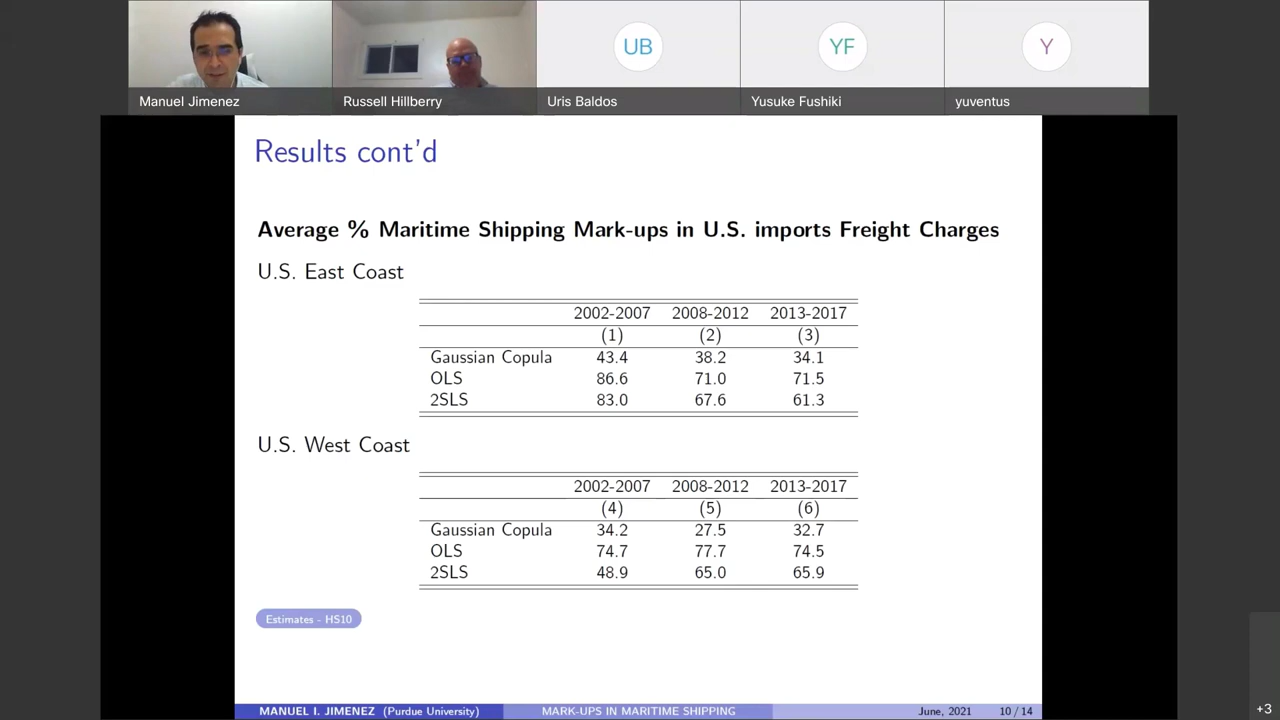 UB
YF
Y
Manuel Jimenez
Russell Hillberry
Uris Baldos
Yusuke Fushiki
yuventus
Results cont'd
Average % Maritime Shipping Mark-ups in U.S. imports Freight Charges
U.S. East Coast
2002-2007 2008-2012 2013-2017
(1) (2) (3)
Gaussian Copula 43.4 38.2 34.1
OLS 86.6 71.0 71.5
2SLS 83.0 67.6 61.3
U.S. West Coast
2002-2007 2008-2012 2013-2017
(4) (5) (6)
Gaussian Copula 34.2 27.5 32.7
OLS 74.7 77.7 74.5
2SLS 48.9 65.0 65.9
Estimates - HS10
MANUEL I. JIMENEZ (Purdue University) MARK-UPS IN MARITIME SHIPPING June, 2021 10 / 14
+3